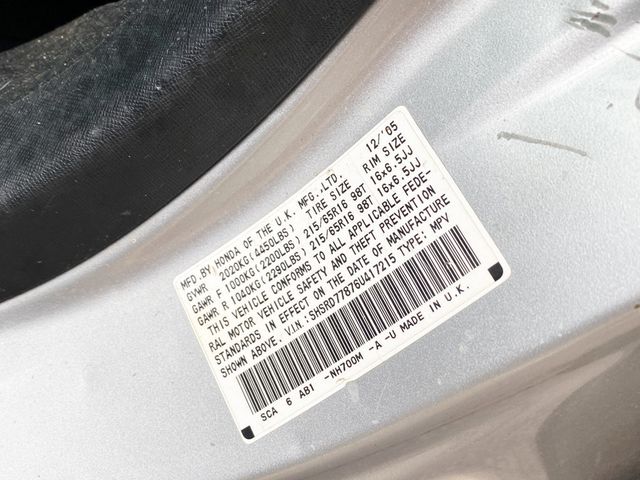 MFD.BY HONDA OF THE U.K. MFG.,LTD. 12/'05
GVWR 2020KG(4450LBS) TIRE SIZE RIM SIZE
GAWR F 1000KG(2200LBS) 215/65R16 98T 16x6.5JJ
GAWR R 1040KG(2290LBS) 215/65R16 98T 16x6.5JJ
THIS VEHICLE CONFORMS TO ALL APPLICABLE FEDE-
RAL MOTOR VEHICLE SAFETY AND THEFT PREVENTION
STANDARDS IN EFFECT ON THE DATE OF MANUFACTURE
SHOWN ABOVE. V.I.N.: SHSRD77876U417215 TYPE: MPV
SCA 6 AB1 -NH700M -A -U MADE IN U.K.